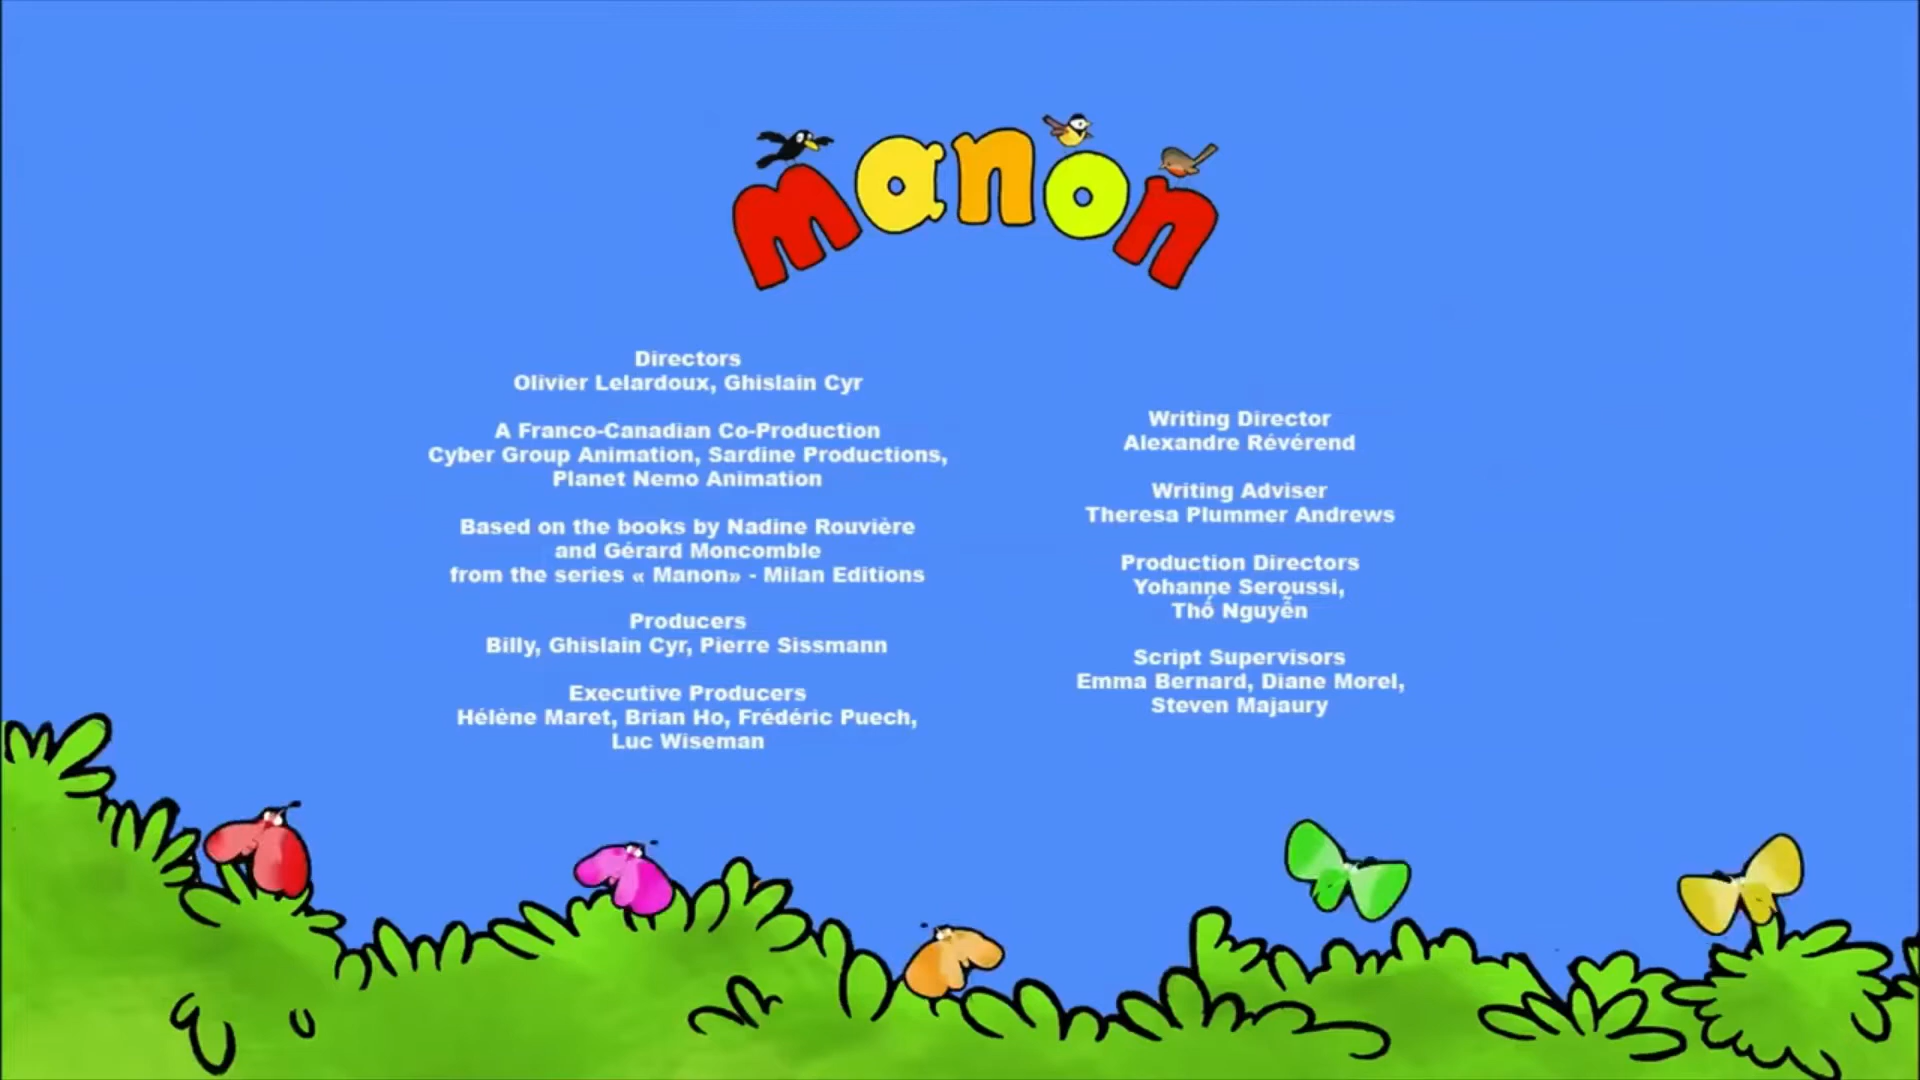 manon
Directors
Olivier Lelardoux, Ghislain Cyr
A Franco-Canadian Co-Production
Cyber Group Animation, Sardine Productions,
Planet Nemo Animation
Based on the books by Nadine Rouvière
and Gérard Moncomble
from the series « Manon» - Milan Editions
Producers
Billy, Ghislain Cyr, Pierre Sissmann
Executive Producers
Hélène Maret, Brian Ho, Frédéric Puech,
Luc Wiseman
Writing Director
Alexandre Révérend
Writing Adviser
Theresa Plummer Andrews
Production Directors
Yohanne Seroussi,
Thố Nguyễn
Script Supervisors
Emma Bernard, Diane Morel,
Steven Majaury